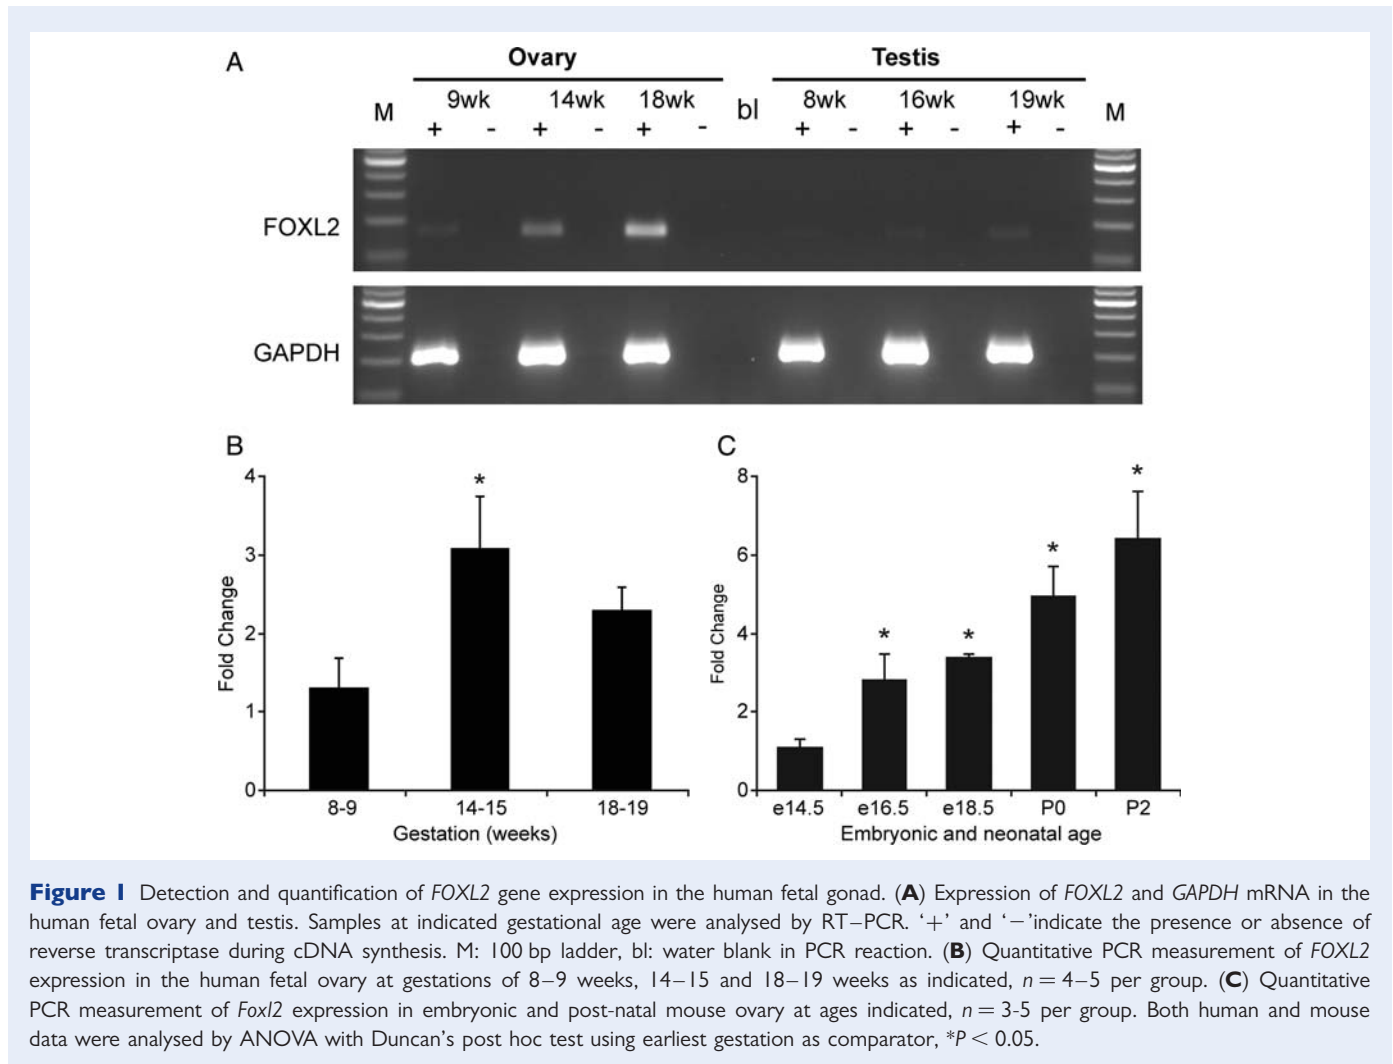 A
Ovary
Testis
M
9wk
14wk
18wk
bl
8wk
16wk
19wk
M
+ - + - + - + - + - + -
FOXL2
GAPDH
B
4
3
2
1
0
Fold Change
*
8-9
14-15
18-19
Gestation (weeks)
C
8
6
4
2
0
Fold Change
* * * *
e14.5
e16.5
e18.5
P0
P2
Embryonic and neonatal age
Figure 1 Detection and quantification of FOXL2 gene expression in the human fetal gonad. (A) Expression of FOXL2 and GAPDH mRNA in the
human fetal ovary and testis. Samples at indicated gestational age were analysed by RT–PCR. ‘+’ and ‘−’indicate the presence or absence of
reverse transcriptase during cDNA synthesis. M: 100 bp ladder, bl: water blank in PCR reaction. (B) Quantitative PCR measurement of FOXL2
expression in the human fetal ovary at gestations of 8–9 weeks, 14–15 and 18–19 weeks as indicated, n = 4–5 per group. (C) Quantitative
PCR measurement of Foxl2 expression in embryonic and post-natal mouse ovary at ages indicated, n = 3-5 per group. Both human and mouse
data were analysed by ANOVA with Duncan’s post hoc test using earliest gestation as comparator, *P < 0.05.